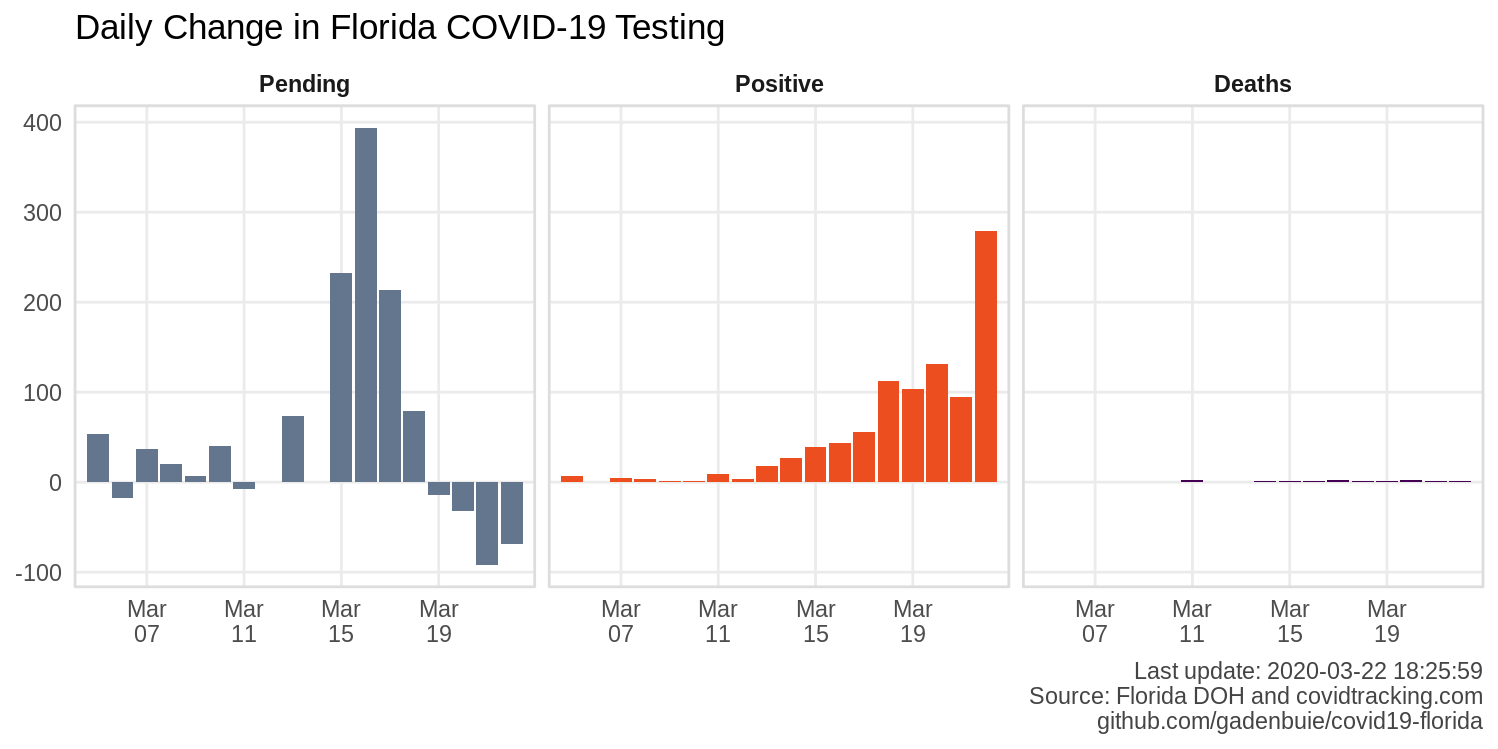 Daily Change in Florida COVID-19 Testing
Pending
Positive
Deaths
400
300
200
100
0
-100
Mar
07
Mar
11
Mar
15
Mar
19
Mar
07
Mar
11
Mar
15
Mar
19
Mar
07
Mar
11
Mar
15
Mar
19
Last update: 2020-03-22 18:25:59
Source: Florida DOH and covidtracking.com
github.com/gadenbuie/covid19-florida